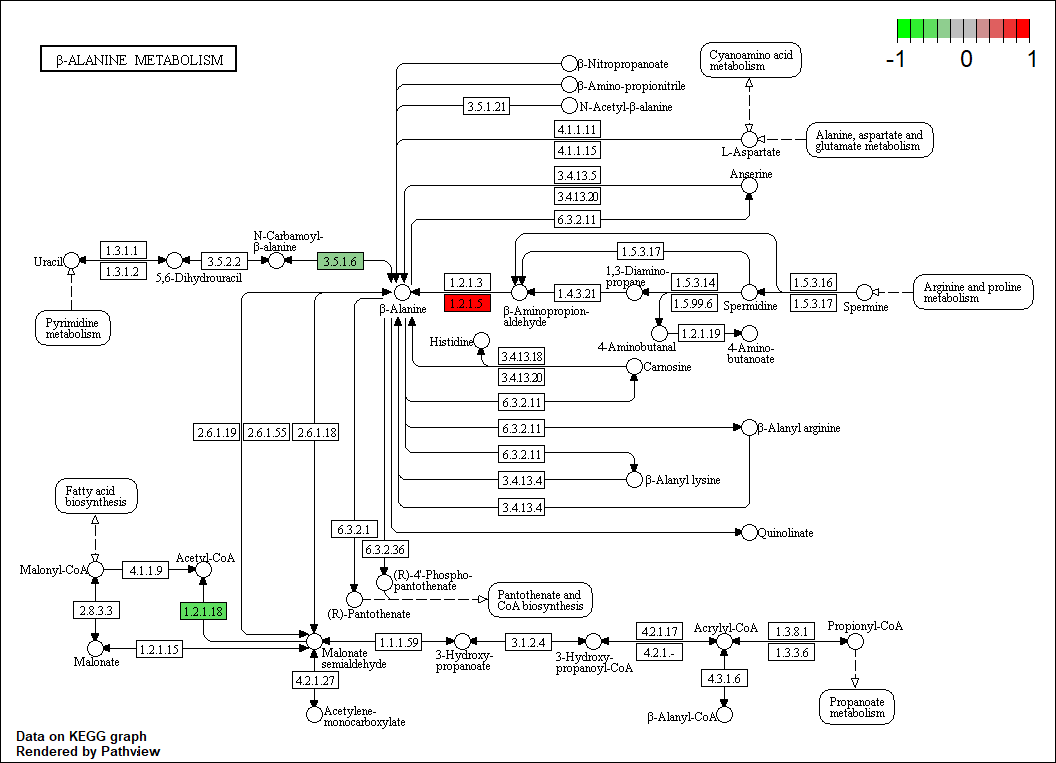 β-ALANINE METABOLISM
-1
0
1
β-Nitropropanoate
β-Amino-propionitrile
3.5.1.21
N-Acetyl-β-alanine
Cyanoamino acid
metabolism
4.1.1.11
4.1.1.15
L-Aspartate
Alanine, aspartate and
glutamate metabolism
3.4.13.5
3.4.13.20
Anserine
6.3.2.11
Uracil
1.3.1.1
1.3.1.2
5,6-Dihydrouracil
3.5.2.2
N-Carbamoyl-
β-alanine
3.5.1.6
1.5.3.17
β-Alanine
1.2.1.3
1.2.1.5
β-Aminopropion-
aldehyde
1.4.3.21
1,3-Diamino-
propane
1.5.3.14
1.5.99.6
Spermidine
1.5.3.16
1.5.3.17
Spermine
Arginine and proline
metabolism
Pyrimidine
metabolism
4-Aminobutanal
1.2.1.19
4-Amino-
butanoate
Histidine
3.4.13.18
3.4.13.20
Carnosine
6.3.2.11
2.6.1.19
2.6.1.55
2.6.1.18
6.3.2.11
β-Alanyl arginine
6.3.2.11
3.4.13.4
β-Alanyl lysine
3.4.13.4
Fatty acid
biosynthesis
6.3.2.1
6.3.2.36
Quinolinate
Malonyl-CoA
4.1.1.9
Acetyl-CoA
(R)-4'-Phospho-
pantothenate
(R)-Pantothenate
Pantothenate and
CoA biosynthesis
2.8.3.3
1.2.1.18
Malonate
1.2.1.15
Malonate
semialdehyde
1.1.1.59
3-Hydroxy-
propanoate
3.1.2.4
3-Hydroxy-
propanoyl-CoA
4.2.1.17
4.2.1.-
Acrylyl-CoA
1.3.8.1
1.3.3.6
Propionyl-CoA
4.2.1.27
Acetylene-
monocarboxylate
4.3.1.6
β-Alanyl-CoA
Propanoate
metabolism
Data on KEGG graph
Rendered by Pathview